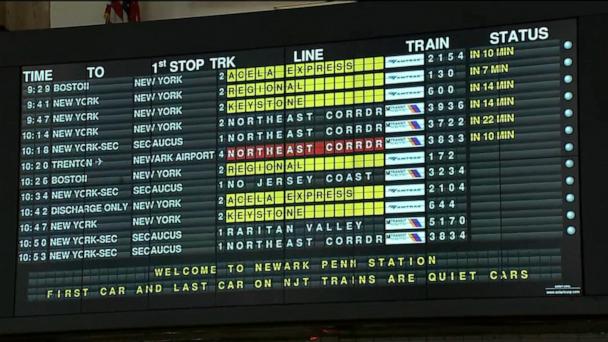 TIME TO 1st STOP TRK LINE TRAIN STATUS
9:29 BOSTON NEW YORK 2 ACELA EXPRESS AMTRAK 2154 IN 10 MIN
9:41 NEW YORK NEW YORK 2 REGIONAL AMTRAK 130 IN 7 MIN
9:47 NEW YORK NEW YORK 2 KEYSTONE AMTRAK 600 IN 14 MIN
10:14 NEW YORK NEW YORK 2 NORTHEAST CORRDR 3936 IN 14 MIN
10:18 NEW YORK-SEC SECAUCUS 1 NORTHEAST CORRDR 3722 IN 22 MIN
10:20 TRENTON NEWARK AIRPORT 4 NORTHEAST CORRDR 3833 IN 10 MIN
10:26 BOSTON NEW YORK 2 REGIONAL AMTRAK 172
10:34 NEW YORK-SEC SECAUCUS 1 NO JERSEY COAST 3234
10:42 DISCHARGE ONLY 2 ACELA EXPRESS AMTRAK 2104
10:47 NEW YORK NEW YORK 2 KEYSTONE AMTRAK 644
10:50 NEW YORK-SEC SECAUCUS 1 RARITAN VALLEY 5170
10:53 NEW YORK-SEC SECAUCUS 1 NORTHEAST CORRDR 3834
WELCOME TO NEWARK PENN STATION
FIRST CAR AND LAST CAR ON NJT TRAINS ARE QUIET CARS